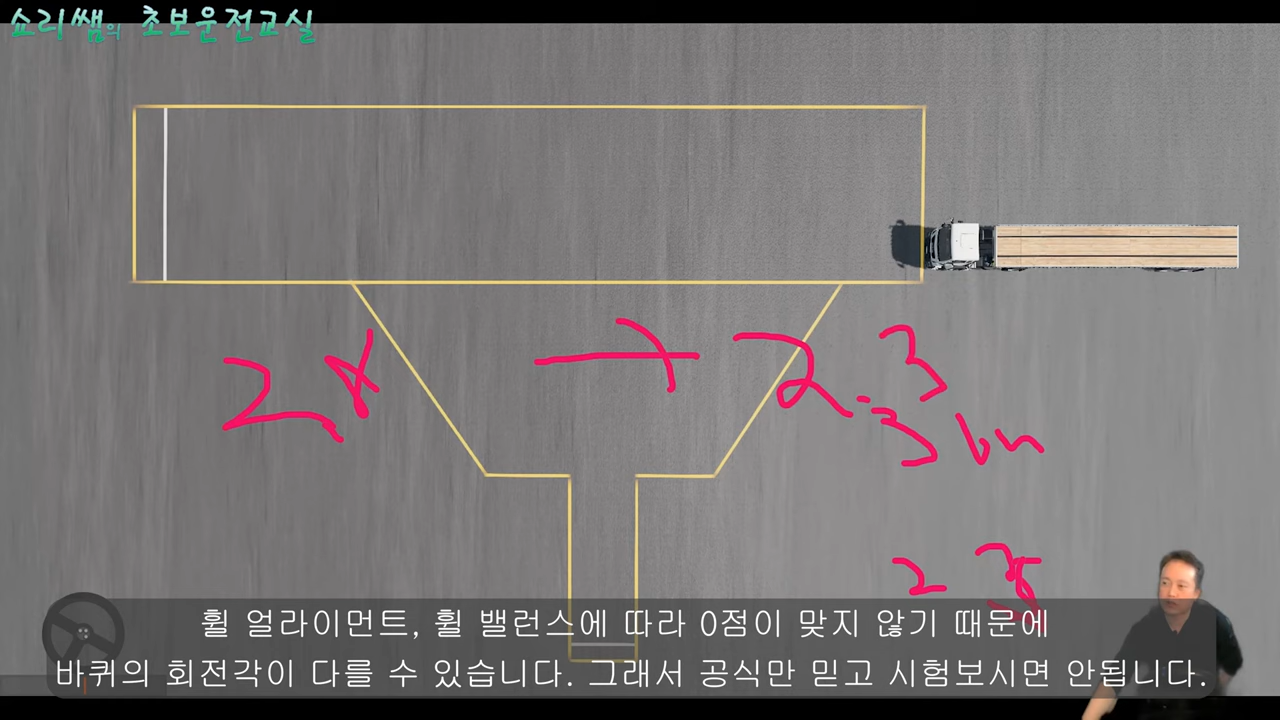 쇼리쌤의 초보운전교실
휠 얼라이먼트, 휠 밸런스에 따라 0점이 맞지 않기 때문에
바퀴의 회전각이 다를 수 있습니다. 그래서 공식만 믿고 시험보시면 안됩니다.